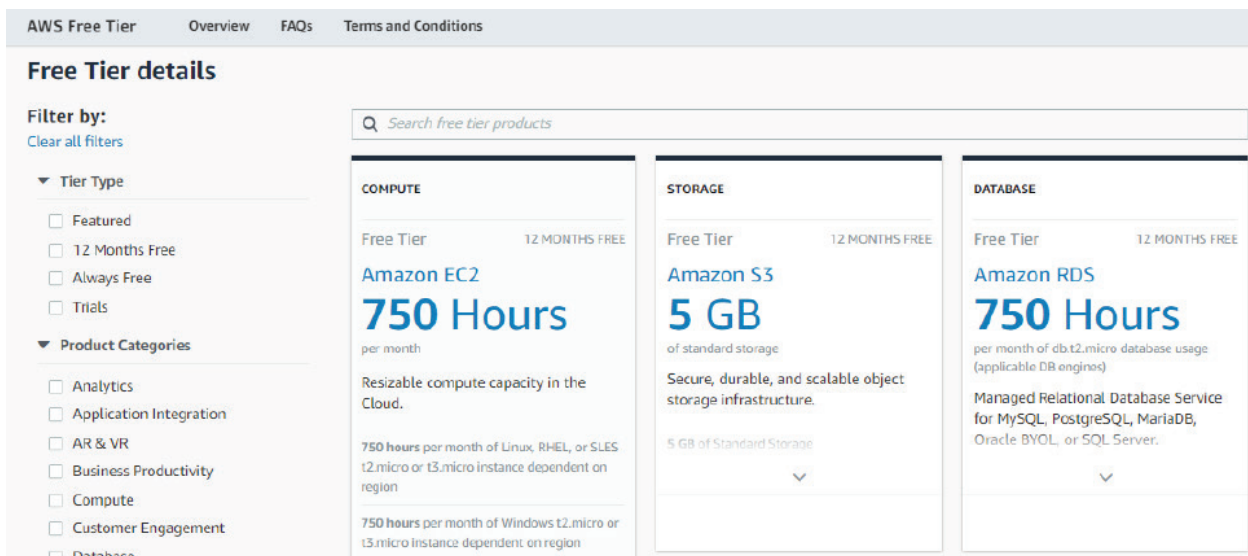 AWS Free Tier Overview FAQs Terms and Conditions
Free Tier details
Filter by:
Clear all filters
Tier Type
Featured
12 Months Free
Always Free
Trials
Product Categories
Analytics
Application Integration
AR & VR
Business Productivity
Compute
Customer Engagement
Database
Search free tier products
COMPUTE
Free Tier 12 MONTHS FREE
Amazon EC2
750 Hours
per month
Resizable compute capacity in the
Cloud.
750 hours per month of Linux, RHEL, or SLES
t2.micro or t3.micro instance dependent on
region
750 hours per month of Windows t2.micro or
t3.micro instance dependent on region
STORAGE
Free Tier 12 MONTHS FREE
Amazon S3
5 GB
of standard storage
Secure, durable, and scalable object
storage infrastructure.
5 GB of Standard Storage
DATABASE
Free Tier 12 MONTHS FREE
Amazon RDS
750 Hours
per month of db.t2.micro database usage
(applicable DB engines)
Managed Relational Database Service
for MySQL, PostgreSQL, MariaDB,
Oracle BYOL, or SQL Server.